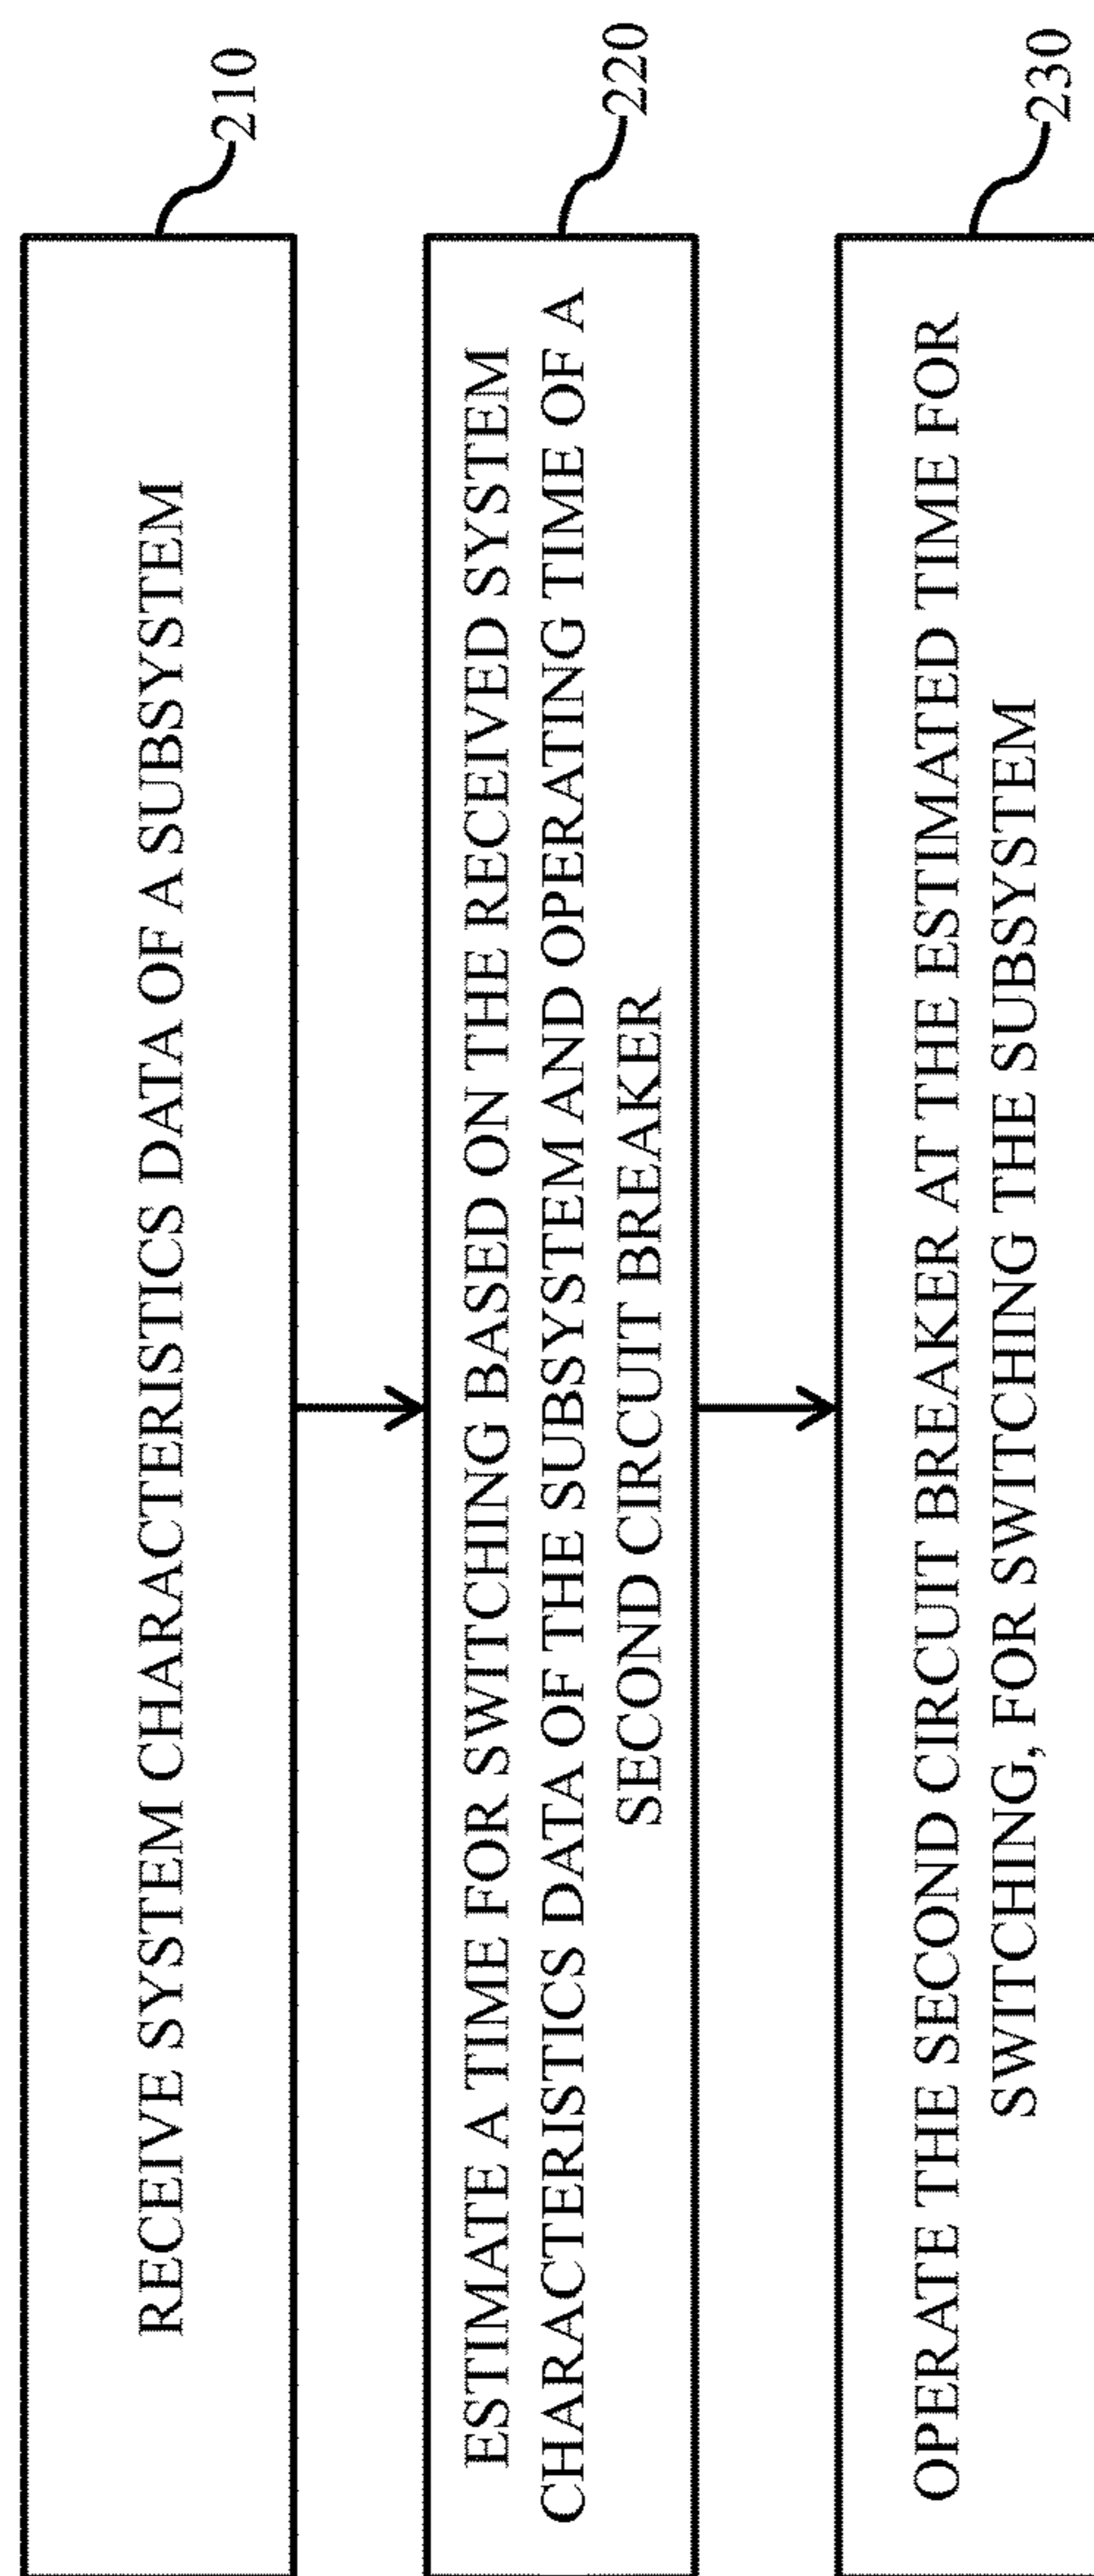 RECEIVE SYSTEM CHARACTERISTICS DATA OF A SUBSYSTEM
210
ESTIMATE A TIME FOR SWITCHING BASED ON THE RECEIVED SYSTEM
CHARACTERISTICS DATA OF THE SUBSYSTEM AND OPERATING TIME OF A
SECOND CIRCUIT BREAKER
220
OPERATE THE SECOND CIRCUIT BREAKER AT THE ESTIMATED TIME FOR
SWITCHING, FOR SWITCHING THE SUBSYSTEM
230